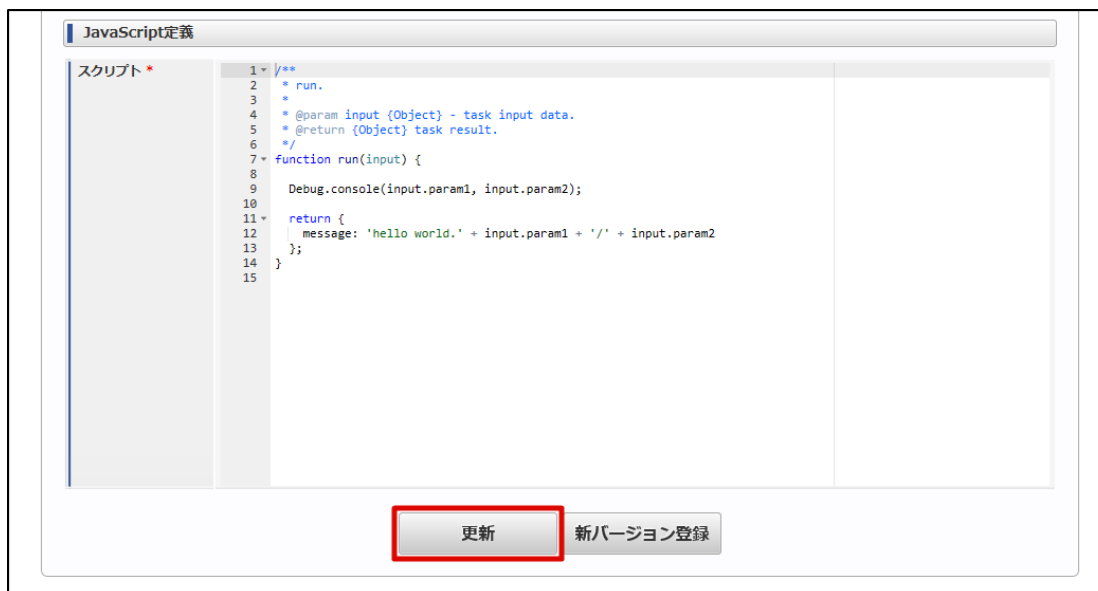 JavaScript定義
スクリプト *
1 /**
2  * run.
3  *
4  * @param input {Object} - task input data.
5  * @return {Object} task result.
6  */
7 function run(input) {
8
9   Debug.console(input.param1, input.param2);
10
11   return {
12     message: 'hello world.' + input.param1 + '/' + input.param2
13   };
14 }
15
更新 新バージョン登録